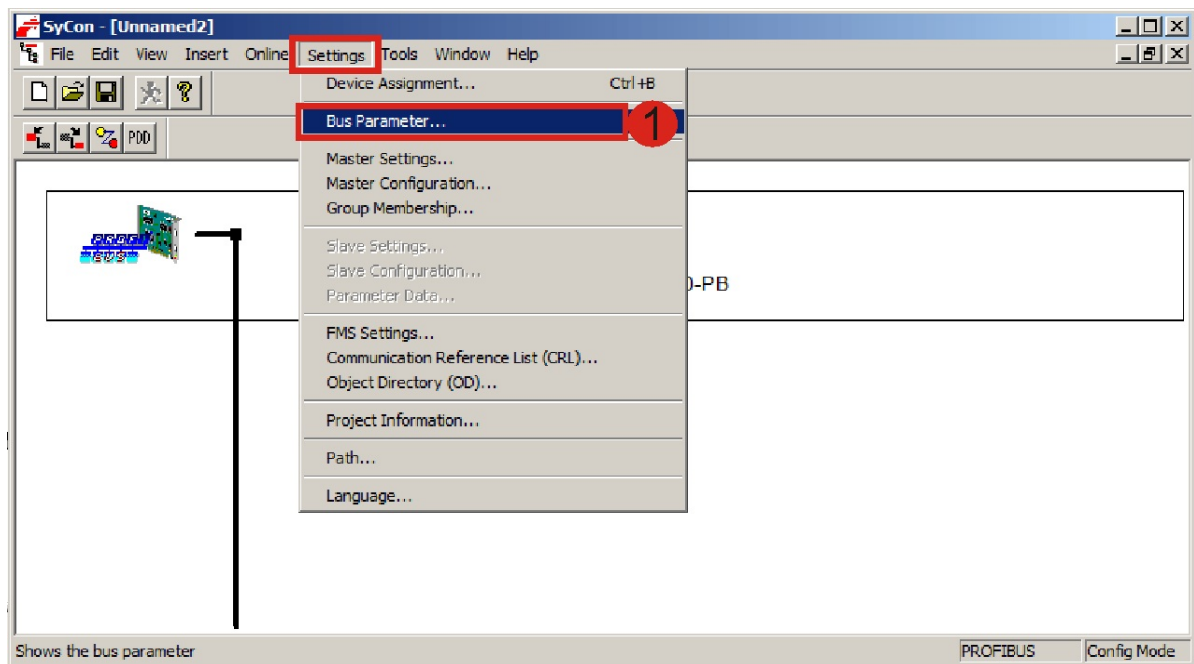 SyCon - [Unnamed2]
File Edit View Insert Online Settings Tools Window Help
Device Assignment... Ctrl+B
PDD
Bus Parameter... 1
Master Settings...
Master Configuration...
Group Membership...
Slave Settings...
Slave Configuration...
Parameter Data...
0-PB
FMS Settings...
Communication Reference List (CRL)...
Object Directory (OD)...
Project Information...
Path...
Language...
Shows the bus parameter PROFIBUS Config Mode